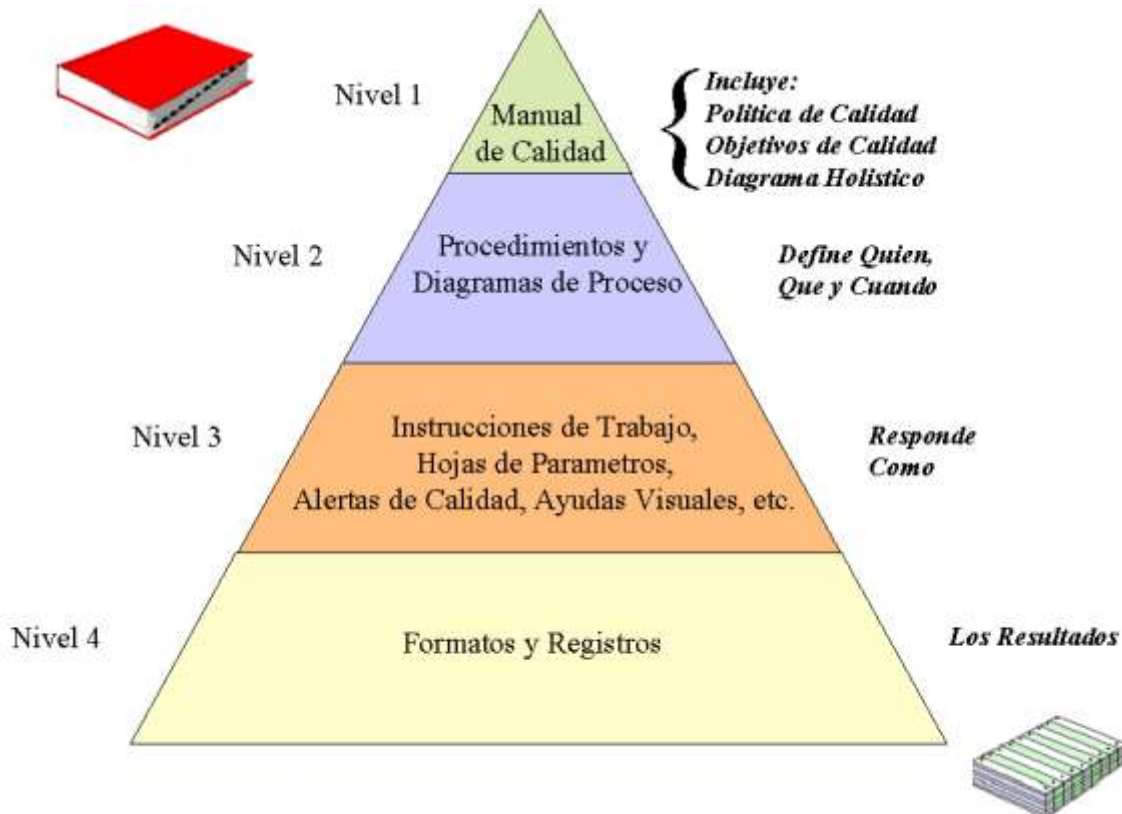 Nivel 1
Manual
de Calidad
Incluye:
Politica de Calidad
Objetivos de Calidad
Diagrama Holistico
Nivel 2
Procedimientos y
Diagramas de Proceso
Define Quien,
Que y Cuando
Nivel 3
Instrucciones de Trabajo,
Hojas de Parametros,
Alertas de Calidad, Ayudas Visuales, etc.
Responde
Como
Nivel 4
Formatos y Registros
Los Resultados